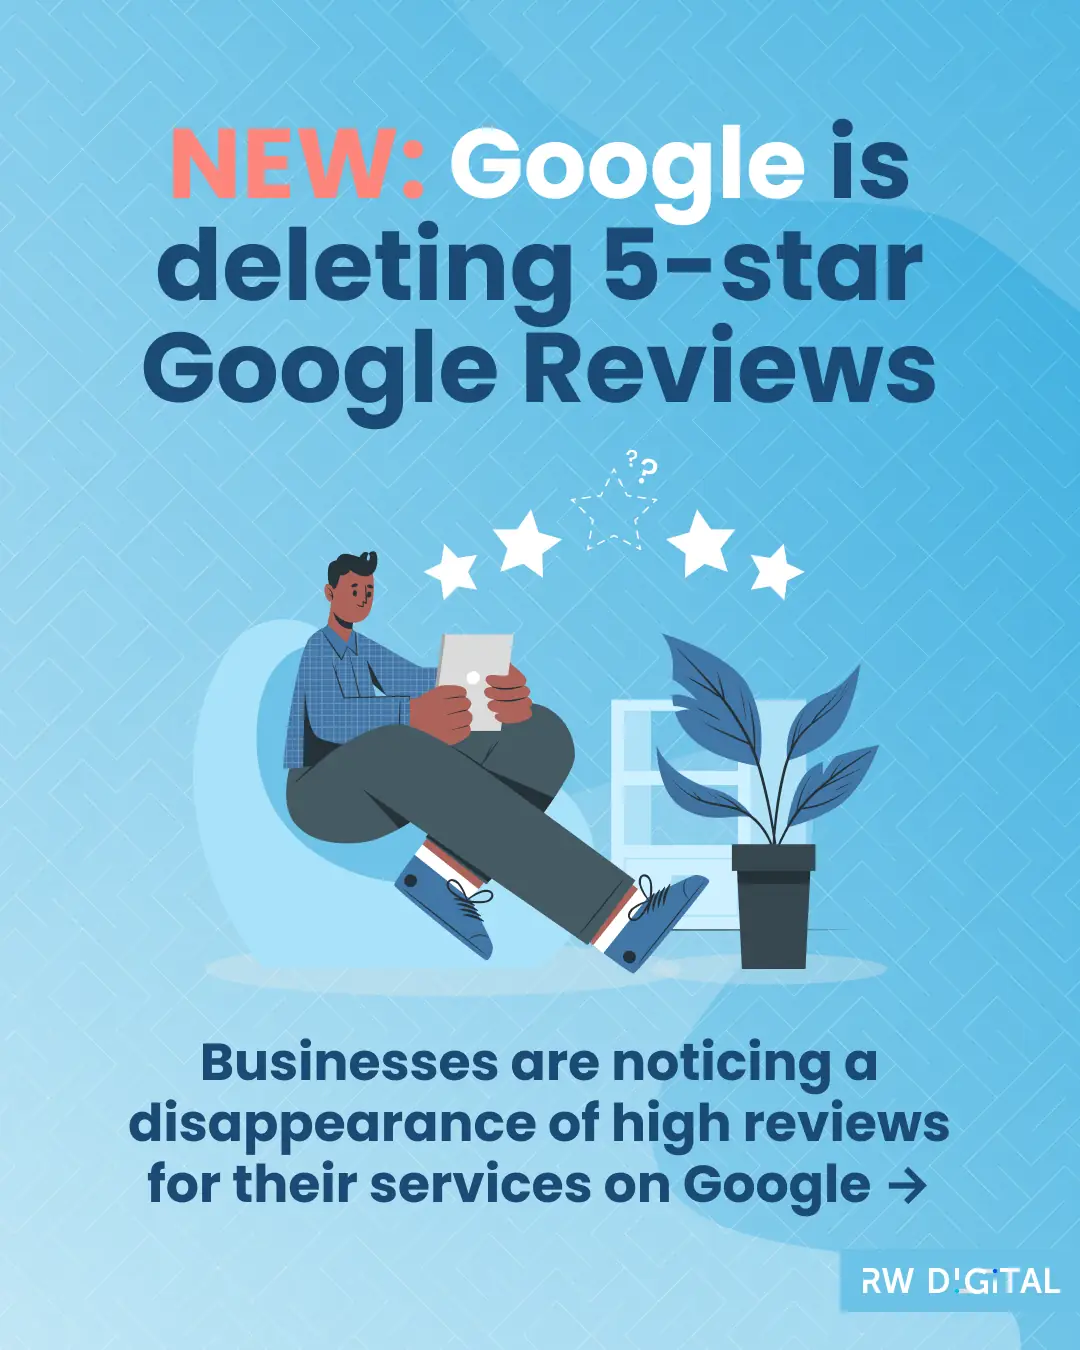 NEW: Google is
deleting 5-star
Google Reviews
??
Businesses are noticing a
disappearance of high reviews
for their services on Google →
RW DIGITAL